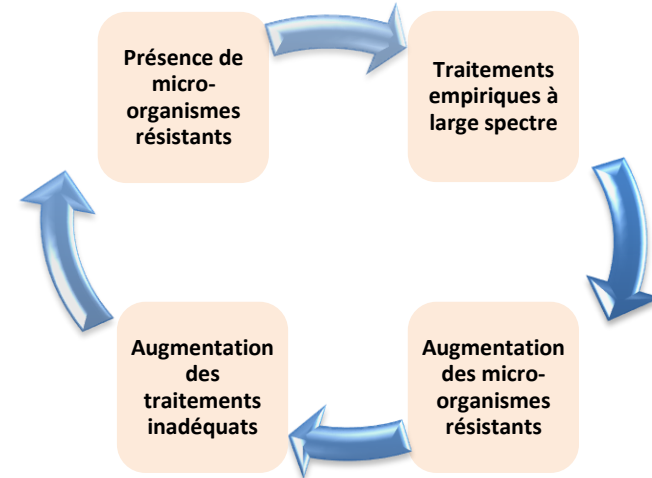 Présence de
micro-
organismes
résistants
Traitements
empiriques à
large spectre
Augmentation
des micro-
organismes
résistants
Augmentation
des
traitements
inadéquats